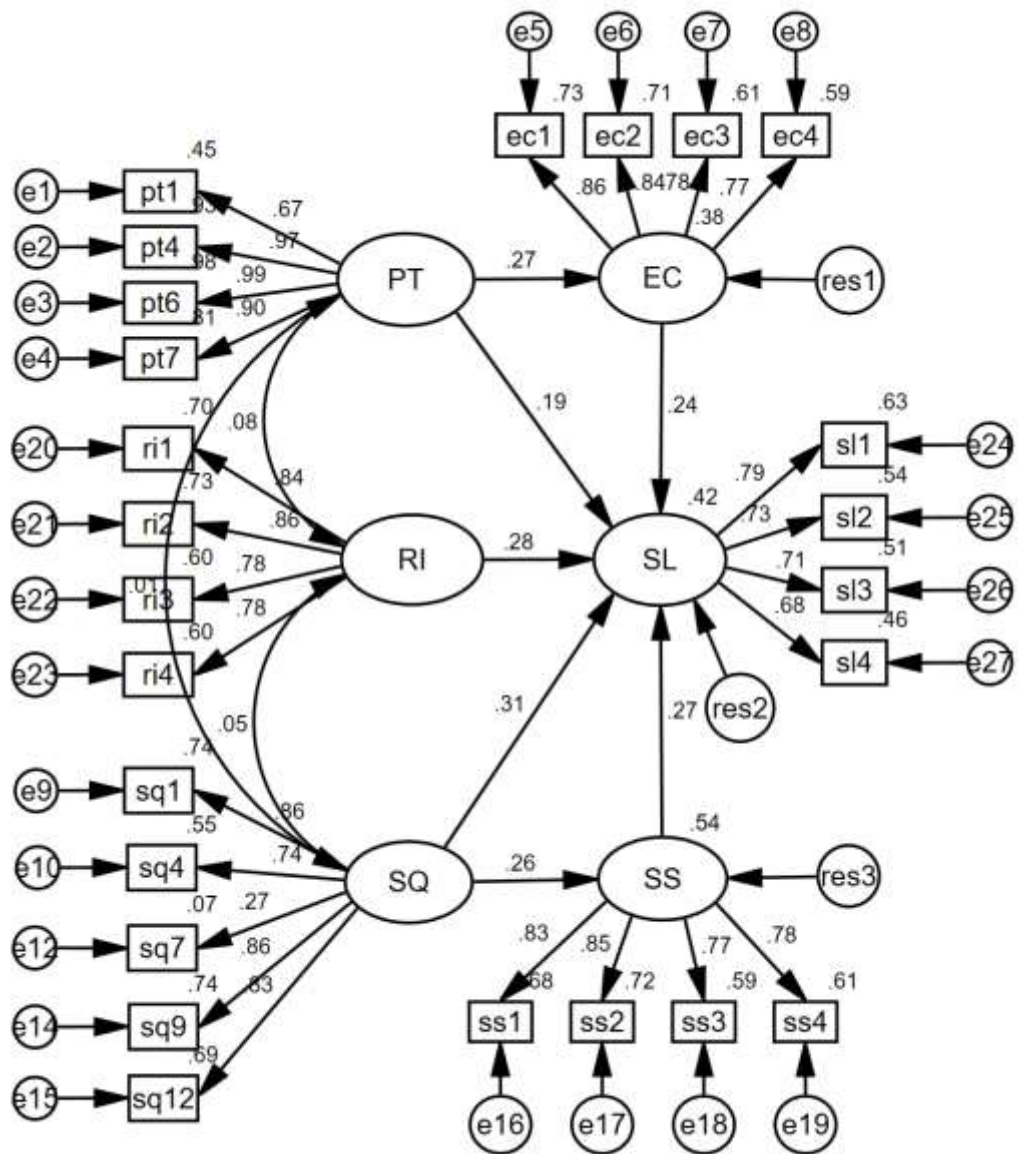 e5 e6 e7 e8
.73 .71 .61 .59
ec1 ec2 ec3 ec4
.45
e1 pt1
.86 .84 .78 .77
.67
.93
.38
e2 pt4
.97
.98
PT .27 EC res1
e3 pt6
.99
.90
.81
e4 pt7
.70 .08 .19 .24 .63
e20 ri1 sl1 e24
.73 .84 .79 .54
.42
e21 ri2 .86 .73 sl2 e25
.60 .78 RI .28 SL .71 .51
e22 .01 ri3 sl3 e26
.60 .78 .68 .46
e23 ri4 sl4 e27
.31 .27 res2
.05
.74
e9 sq1
.55 .86 .54
e10 sq4 .74 SQ .26 SS res3
.07 .27
e12 sq7 .86 .83 .85 .77 .78
.74 .83 .68 .72 .59 .61
e14 sq9 ss1 ss2 ss3 ss4
.69
e15 sq12
e16 e17 e18 e19